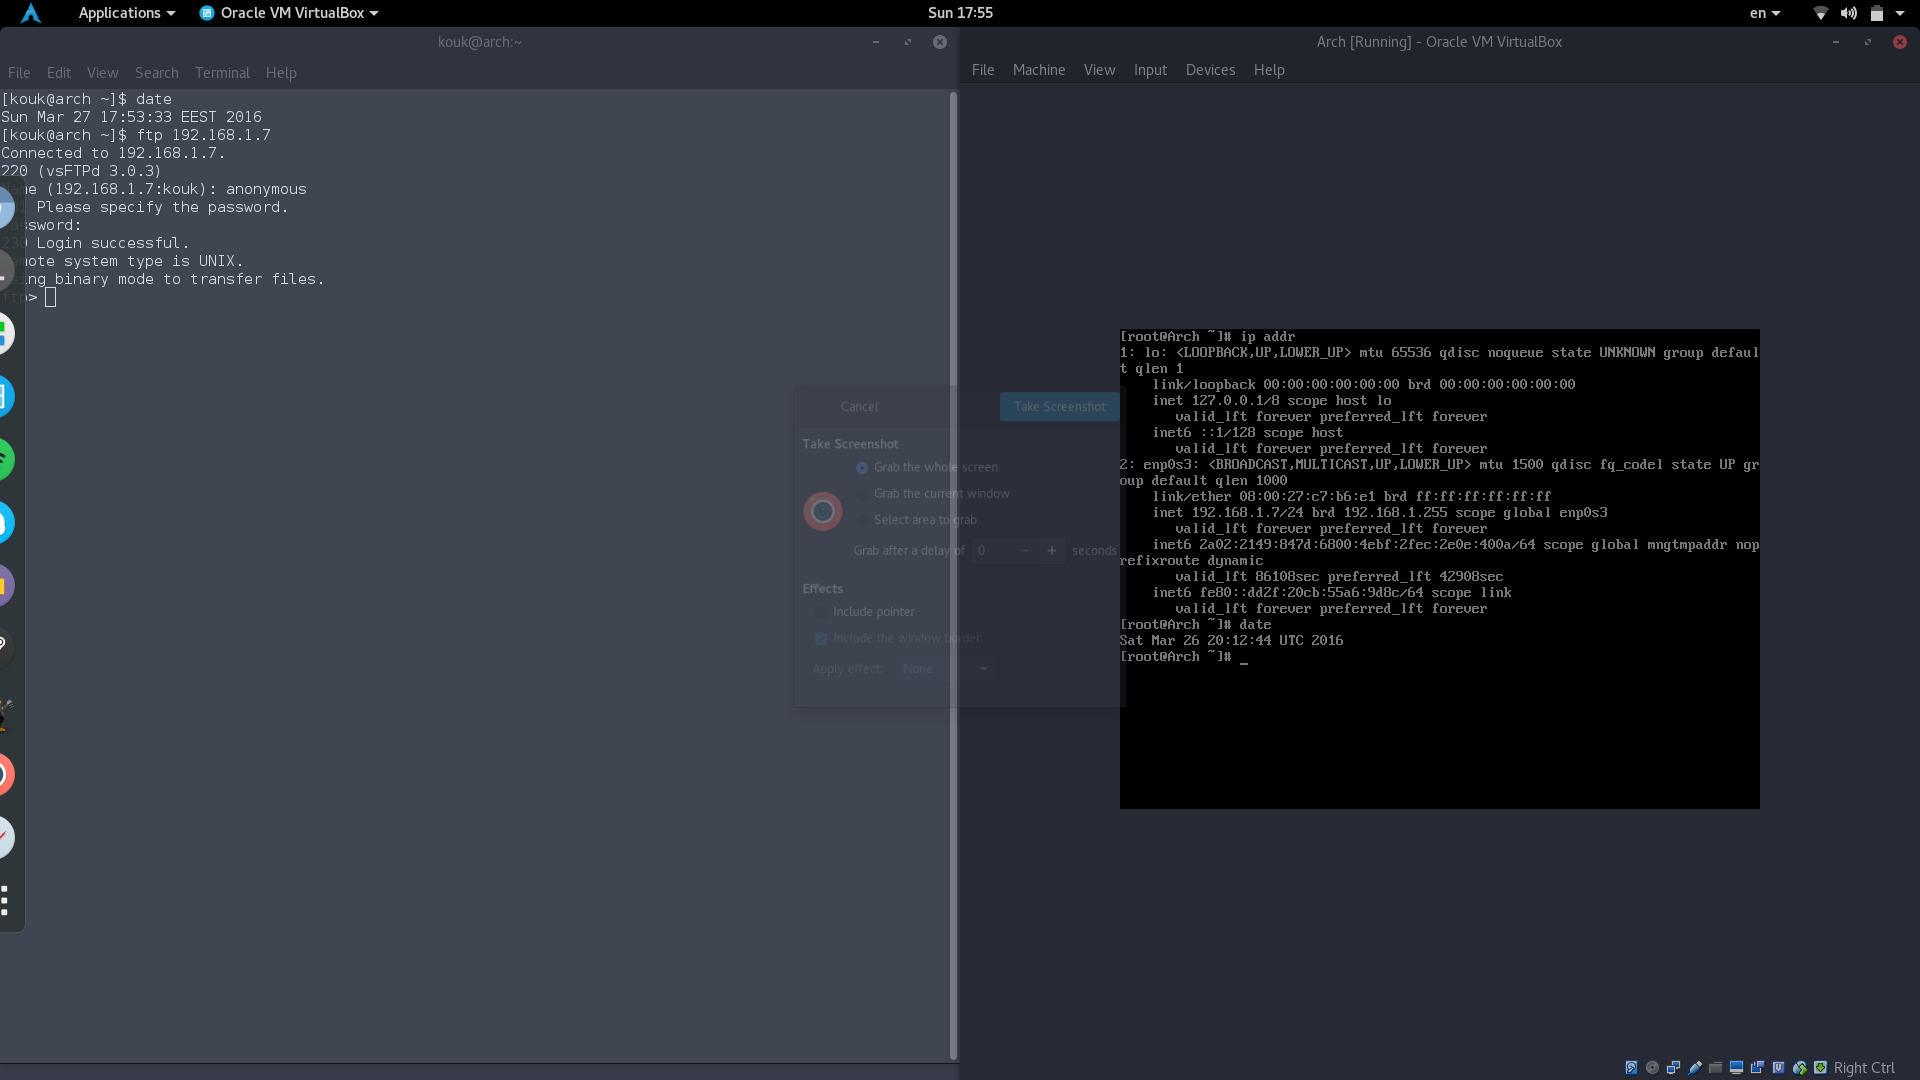 Applications
Oracle VM VirtualBox
Sun 17:55
en
kouk@arch:~
File Edit View Search Terminal Help
[kouk@arch ~]$ date
Sun Mar 27 17:53:33 EEST 2016
[kouk@arch ~]$ ftp 192.168.1.7
Connected to 192.168.1.7.
220 (vsFTPd 3.0.3)
Name (192.168.1.7:kouk): anonymous
331 Please specify the password.
Password:
230 Login successful.
Remote system type is UNIX.
Using binary mode to transfer files.
ftp>
Cancel
Take Screenshot
Take Screenshot
Grab the whole screen
Grab the current window
Select area to grab
Grab after a delay of 0 − + seconds
Effects
Include pointer
Include the window border
Apply effect: None
Arch [Running] - Oracle VM VirtualBox
File Machine View Input Devices Help
[root@Arch ~]# ip addr
1: lo: <LOOPBACK,UP,LOWER_UP> mtu 65536 qdisc noqueue state UNKNOWN group defaul
t qlen 1
link/loopback 00:00:00:00:00:00 brd 00:00:00:00:00:00
inet 127.0.0.1/8 scope host lo
valid_lft forever preferred_lft forever
inet6 ::1/128 scope host
valid_lft forever preferred_lft forever
2: enp0s3: <BROADCAST,MULTICAST,UP,LOWER_UP> mtu 1500 qdisc fq_codel state UP gr
oup default qlen 1000
link/ether 08:00:27:c7:b6:e1 brd ff:ff:ff:ff:ff:ff
inet 192.168.1.7/24 brd 192.168.1.255 scope global enp0s3
valid_lft forever preferred_lft forever
inet6 2a02:2149:847d:6800:4ebf:2fec:2e0e:400a/64 scope global mngtmpaddr nop
refixroute dynamic
valid_lft 86108sec preferred_lft 42908sec
inet6 fe80::dd2f:20cb:55a6:9d8c/64 scope link
valid_lft forever preferred_lft forever
[root@Arch ~]# date
Sat Mar 26 20:12:44 UTC 2016
[root@Arch ~]# _
Right Ctrl